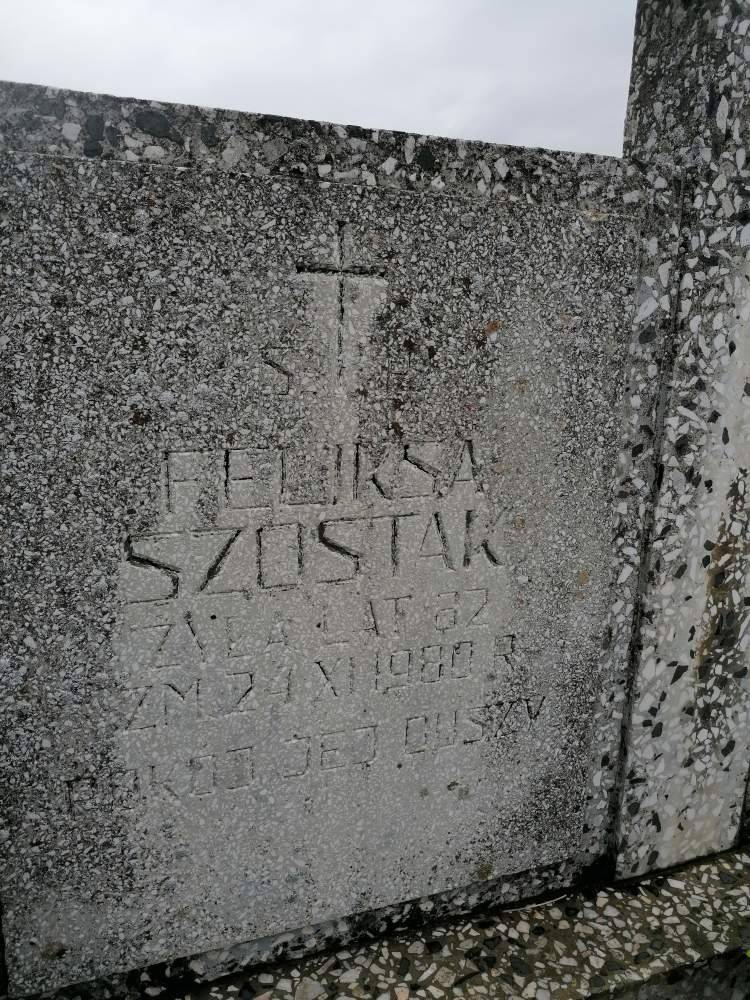 S P
FELIKSA
SZOSTAK
ŻYŁA LAT 82
ZM. 24 XI 1980 R
POKÓJ JEJ DUSZY